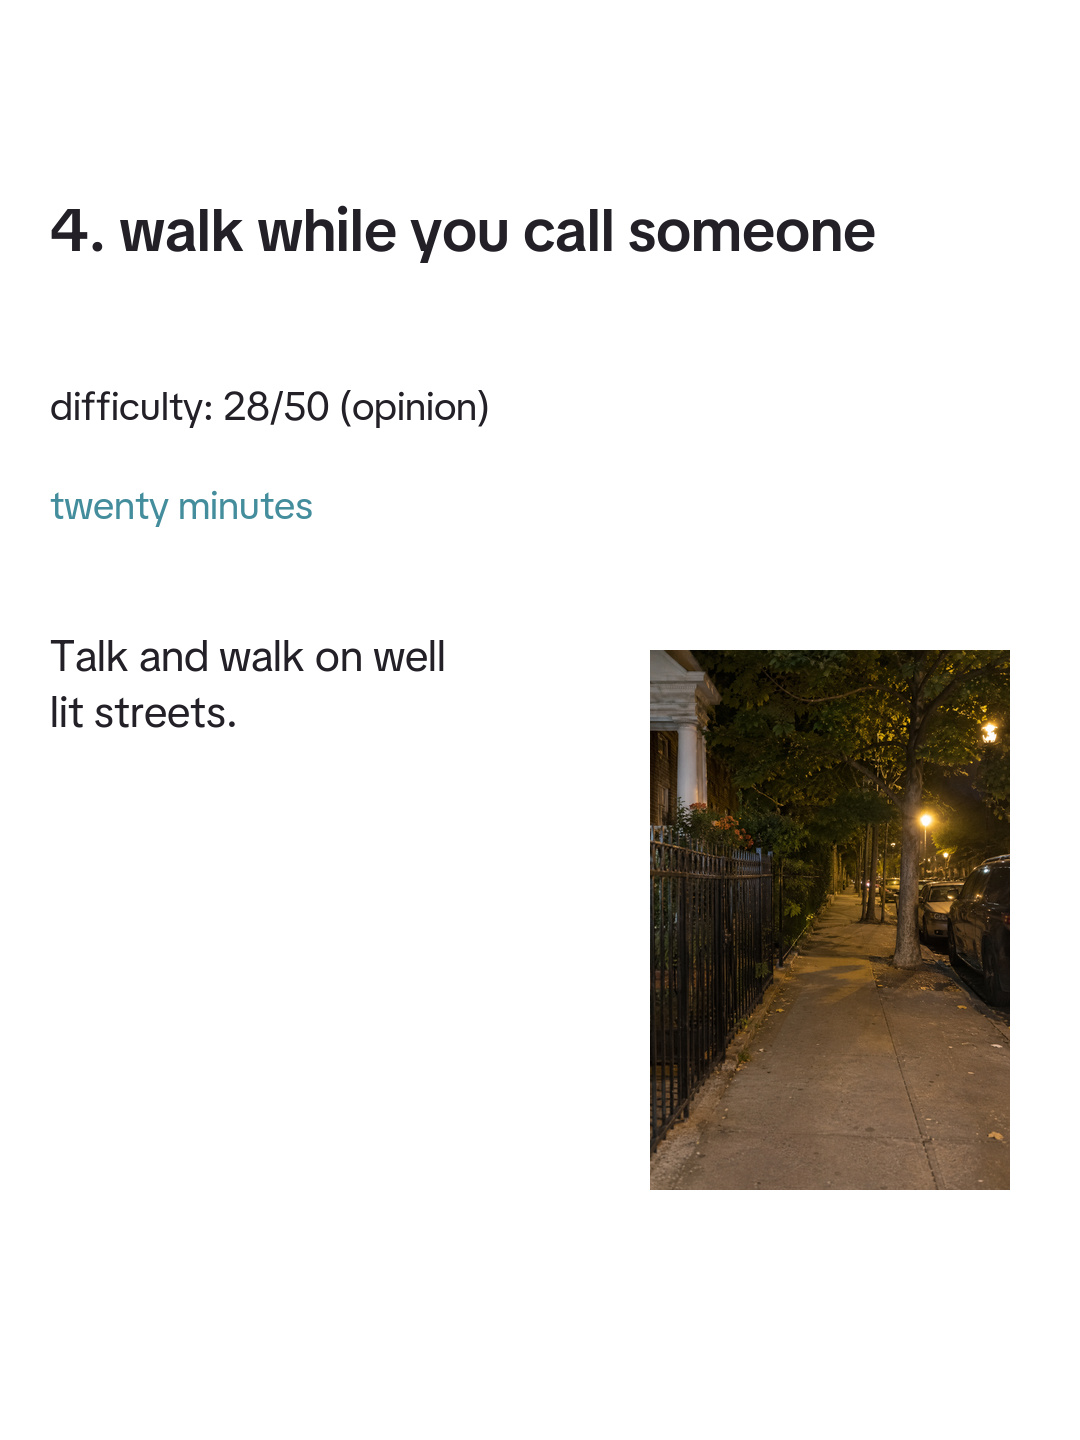 4. walk while you call someone
difficulty: 28/50 (opinion)
twenty minutes
Talk and walk on well
lit streets.